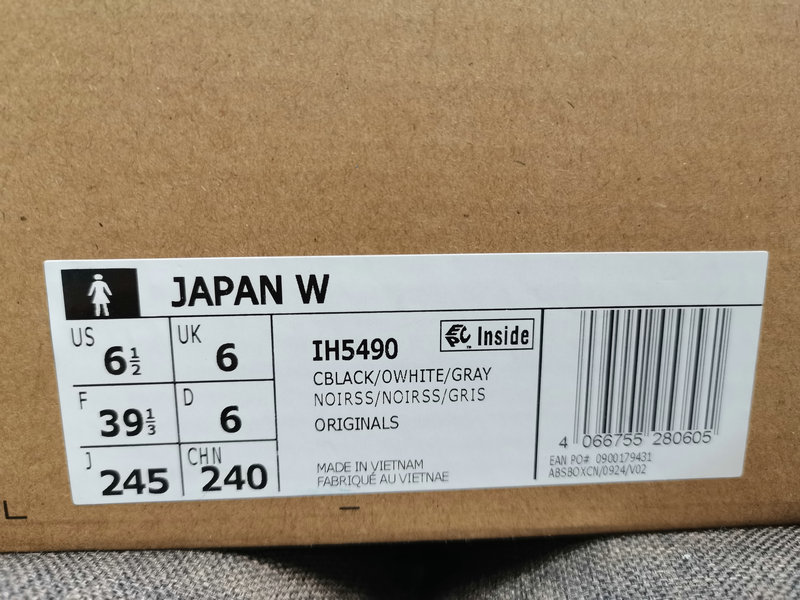 JAPAN W
US 6½
UK 6
F 39⅓
D 6
J 245
CHN 240
IH5490
EPC™ Inside
CBLACK/OWHITE/GRAY
NOIRSS/NOIRSS/GRIS
ORIGINALS
MADE IN VIETNAM
FABRIQUÉ AU VIETNAE
4 066755 280605
EAN PO# 0900179431
ABSBOXCN/0924/V02